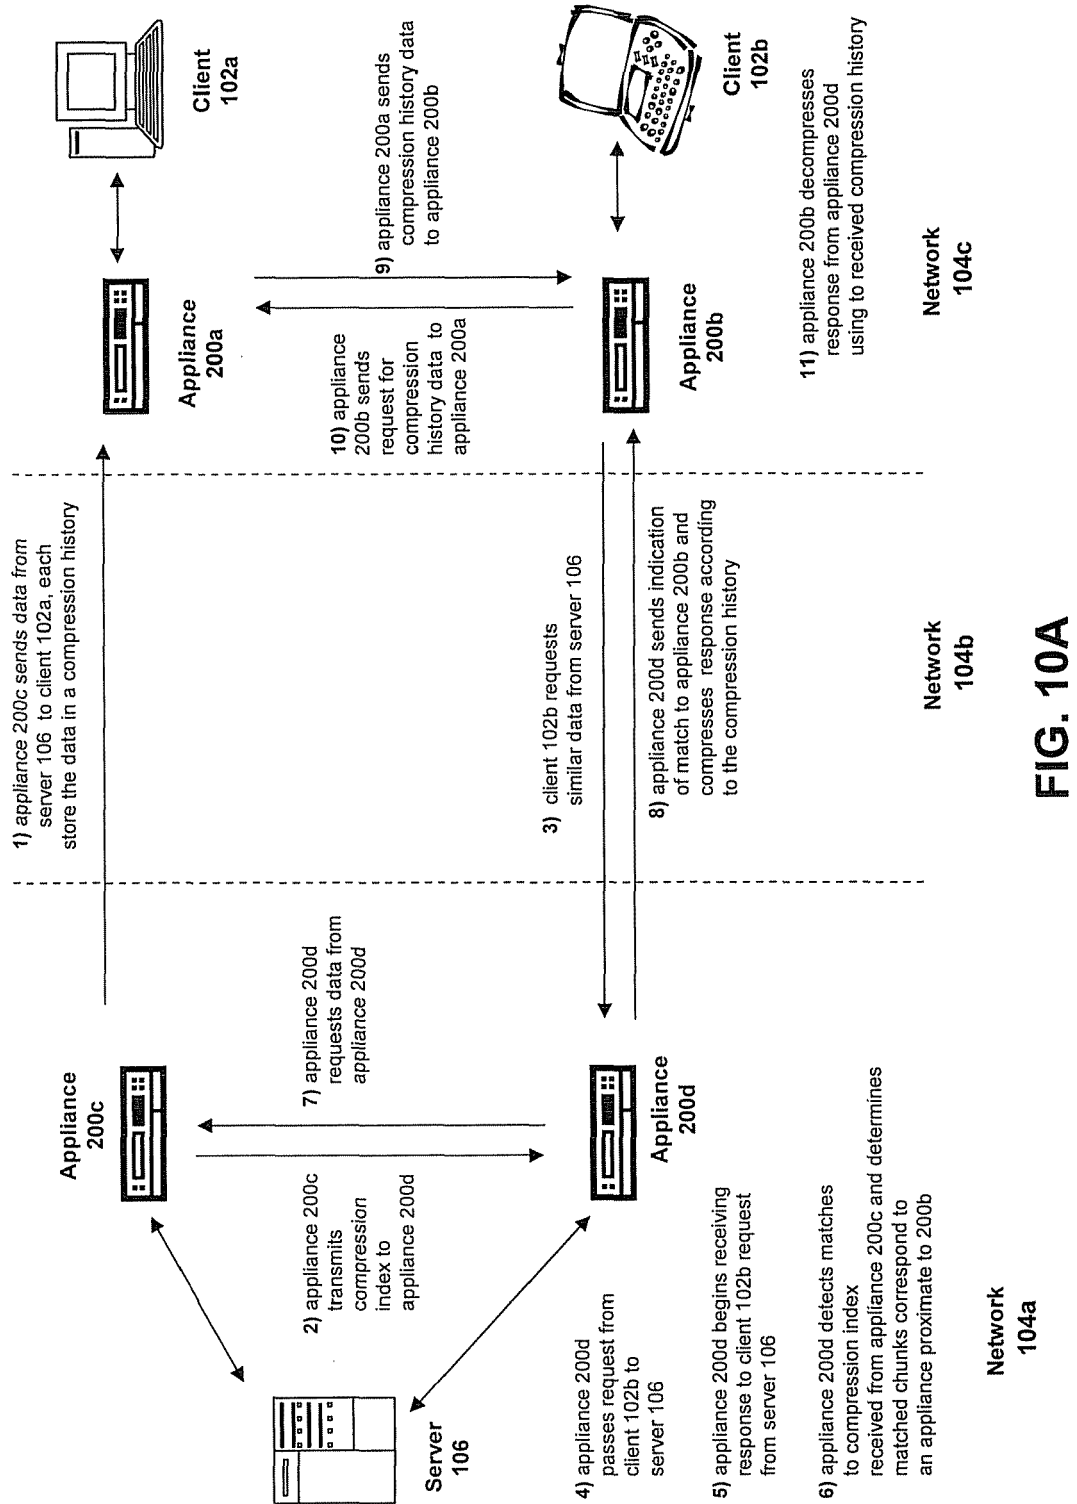 1) appliance 200c sends data from
server 106 to client 102a, each
store the data in a compression history
Client
102a
Appliance
200a
Appliance
200c
9) appliance 200a sends
compression history data
to appliance 200b
10) appliance
200b sends
request for
compression
history data to
appliance 200a
7) appliance 200d
requests data from
appliance 200d
2) appliance 200c
transmits
compression
index to
appliance 200d
Server
106
3) client 102b requests
similar data from server 106
Client
102b
Appliance
200b
Appliance
200d
8) appliance 200d sends indication
of match to appliance 200b and
compresses response according
to the compression history
4) appliance 200d
passes request from
client 102b to
server 106
5) appliance 200d begins receiving
response to client 102b request
from server 106
6) appliance 200d detects matches
to compression index
received from appliance 200c and determines
matched chunks correspond to
an appliance proximate to 200b
11) appliance 200b decompresses
response from appliance 200d
using to received compression history
Network
104a
Network
104b
Network
104c
FIG. 10A